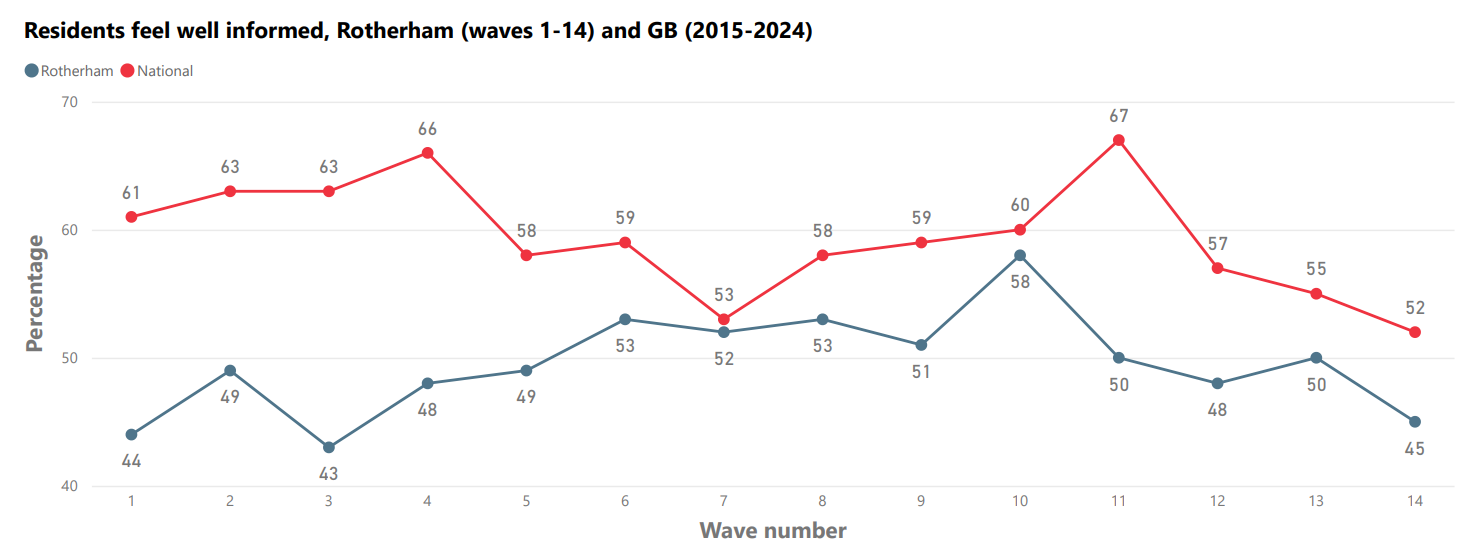 Residents feel well informed, Rotherham (waves 1-14) and GB (2015-2024)
Rotherham National
70
67
66
63 63
61
60 59 59 60
58 58
57
55
53
52
58
53 52 53
51
50
49 49 50 50
48 48
44 45
43
40
1 2 3 4 5 6 7 8 9 10 11 12 13 14
Percentage
Wave number